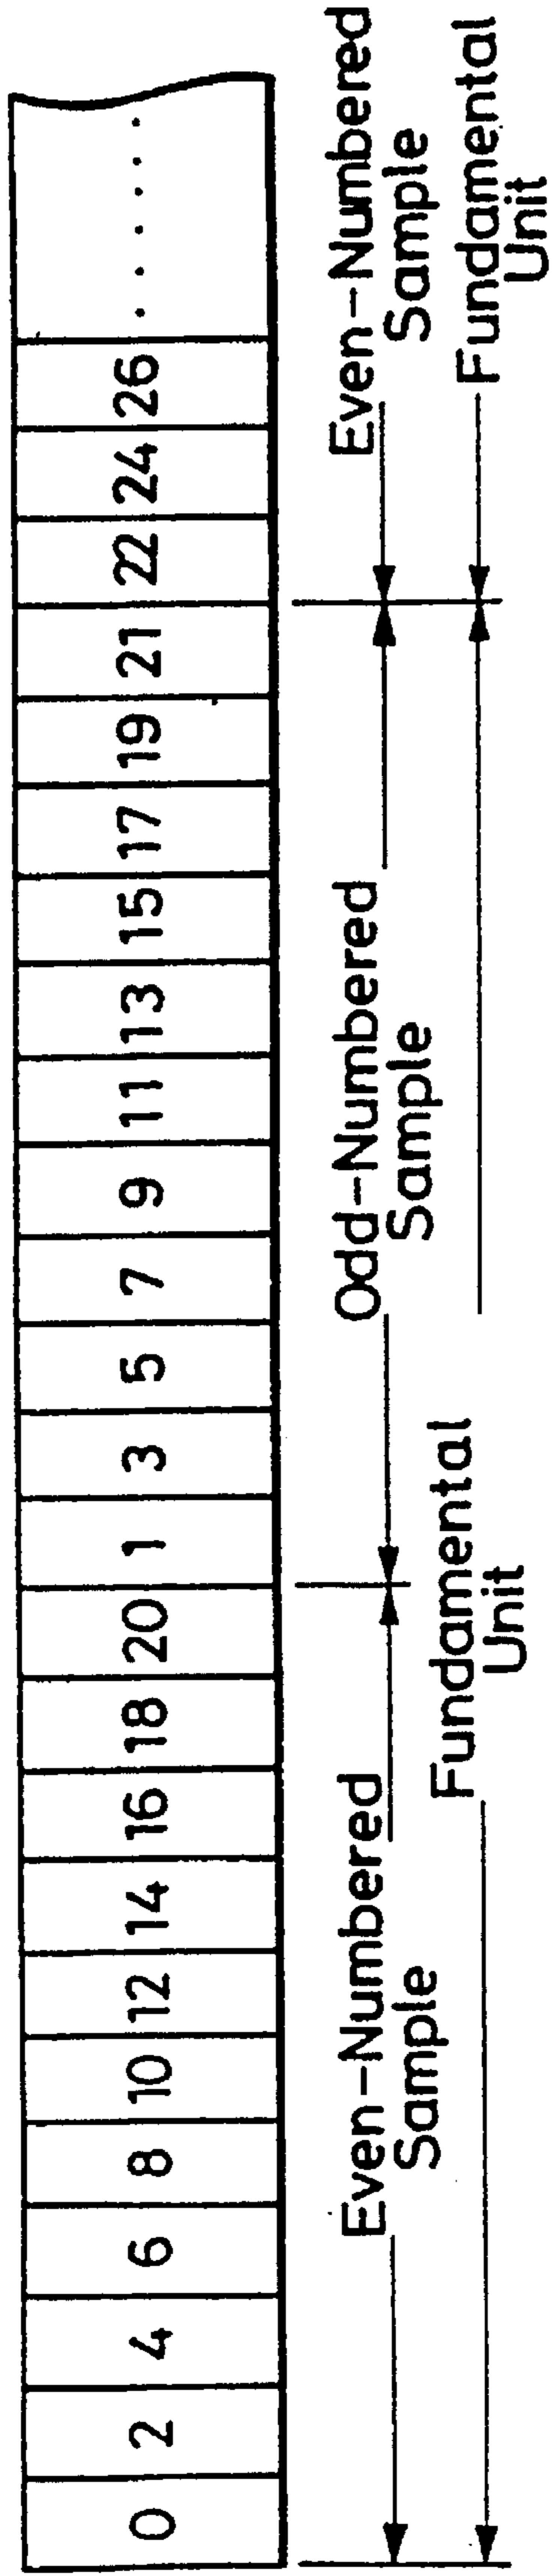 0 2 4 6 8 10 12 14 16 18 20 1 3 5 7 9 11 13 15 17 19 21 22 24 26 ......
Even-Numbered
Sample
Odd-Numbered
Sample
Even-Numbered
Sample
Fundamental
Unit
Fundamental
Unit